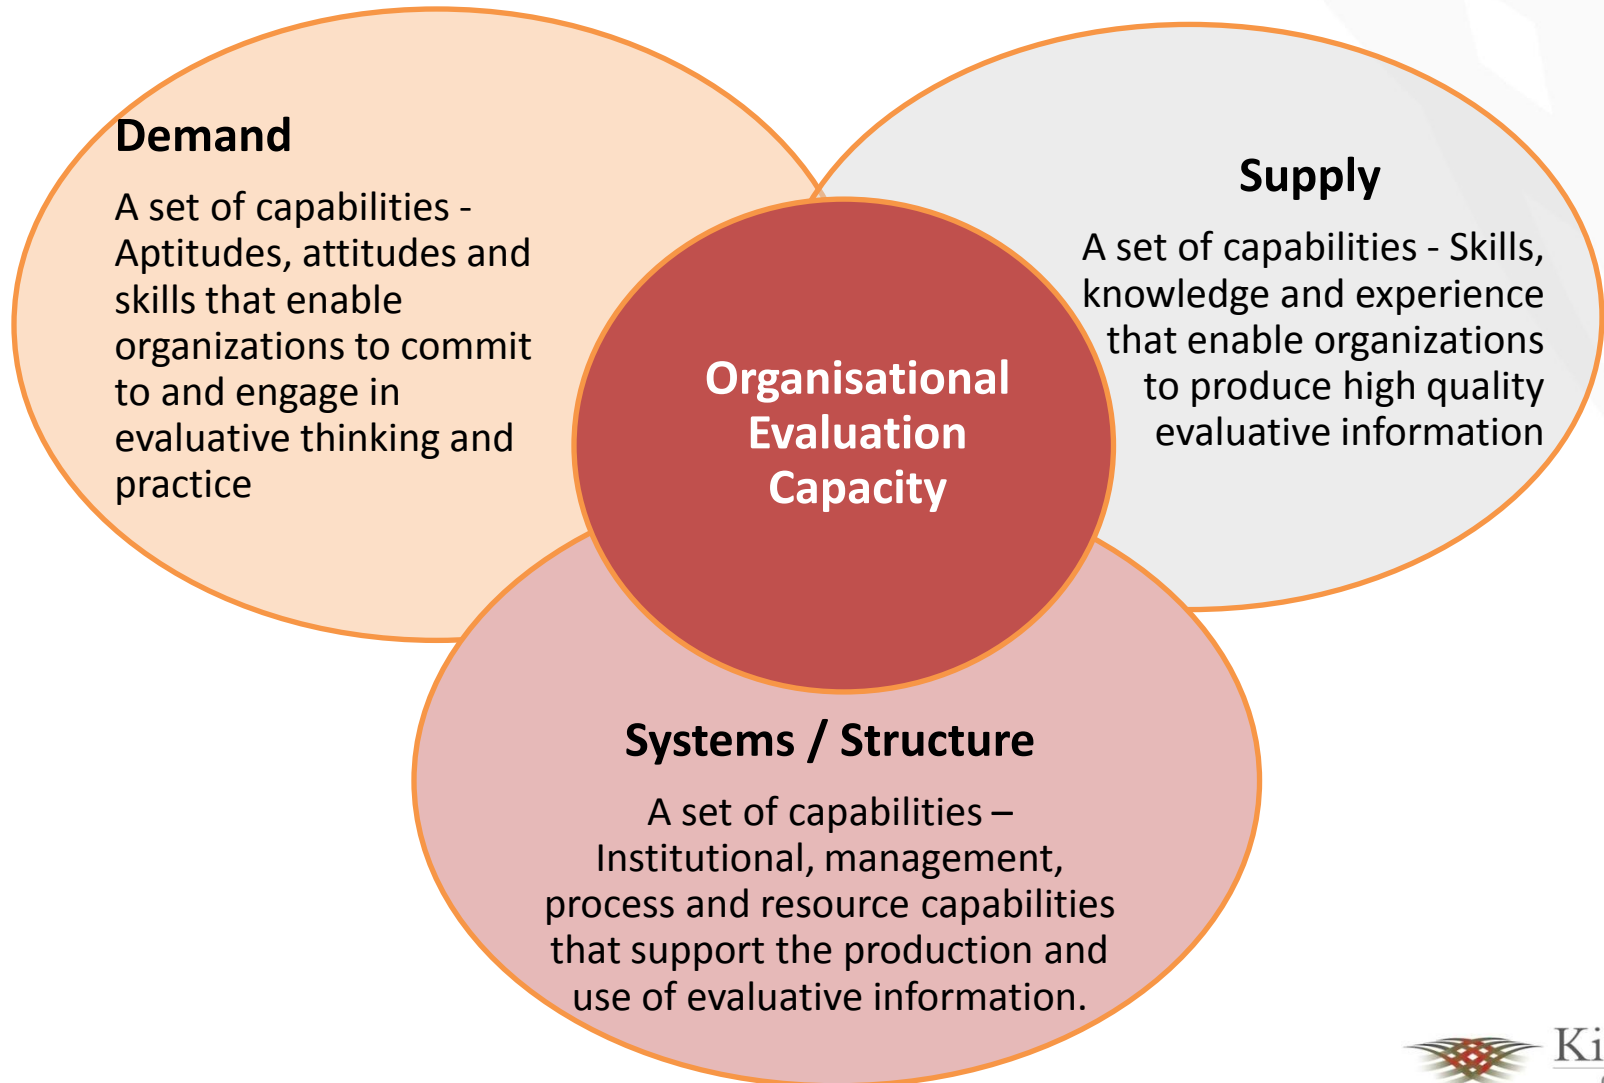 Demand
A set of capabilities -
Aptitudes, attitudes and
skills that enable
organizations to commit
to and engage in
evaluative thinking and
practice
Supply
A set of capabilities - Skills,
knowledge and experience
that enable organizations
to produce high quality
evaluative information
Organisational
Evaluation
Capacity
Systems / Structure
A set of capabilities –
Institutional, management,
process and resource capabilities
that support the production and
use of evaluative information.
Ki